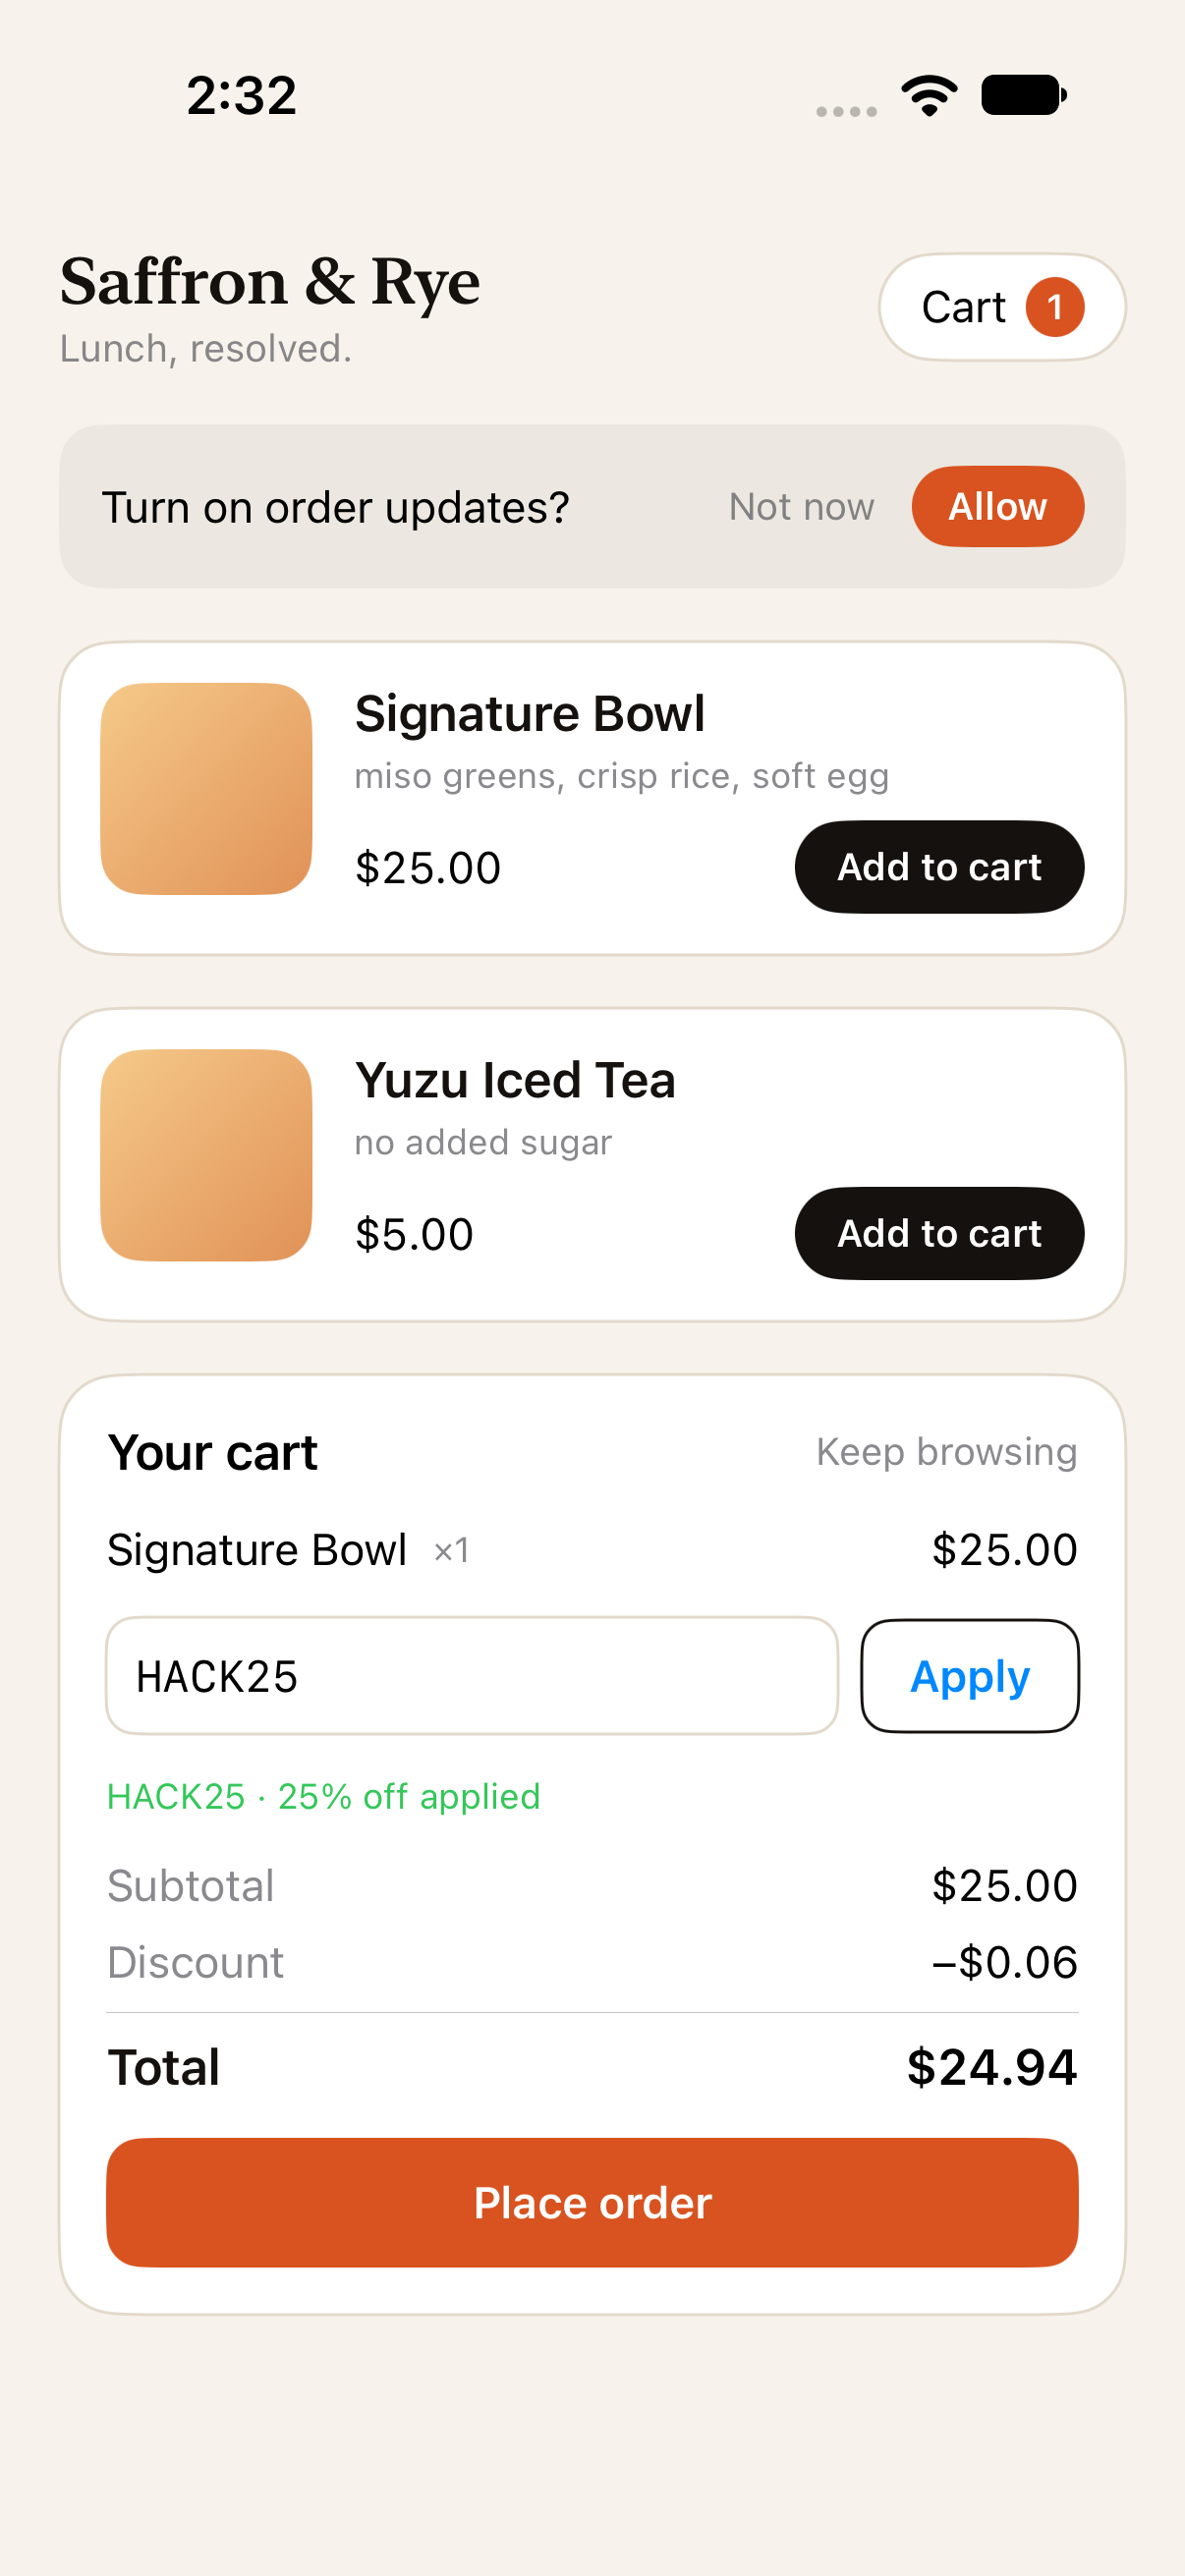 2:32
Saffron & Rye
Lunch, resolved.
Cart 1
Turn on order updates? Not now Allow
Signature Bowl
miso greens, crisp rice, soft egg
$25.00 Add to cart
Yuzu Iced Tea
no added sugar
$5.00 Add to cart
Your cart Keep browsing
Signature Bowl ×1 $25.00
HACK25 Apply
HACK25 · 25% off applied
Subtotal $25.00
Discount –$0.06
Total $24.94
Place order